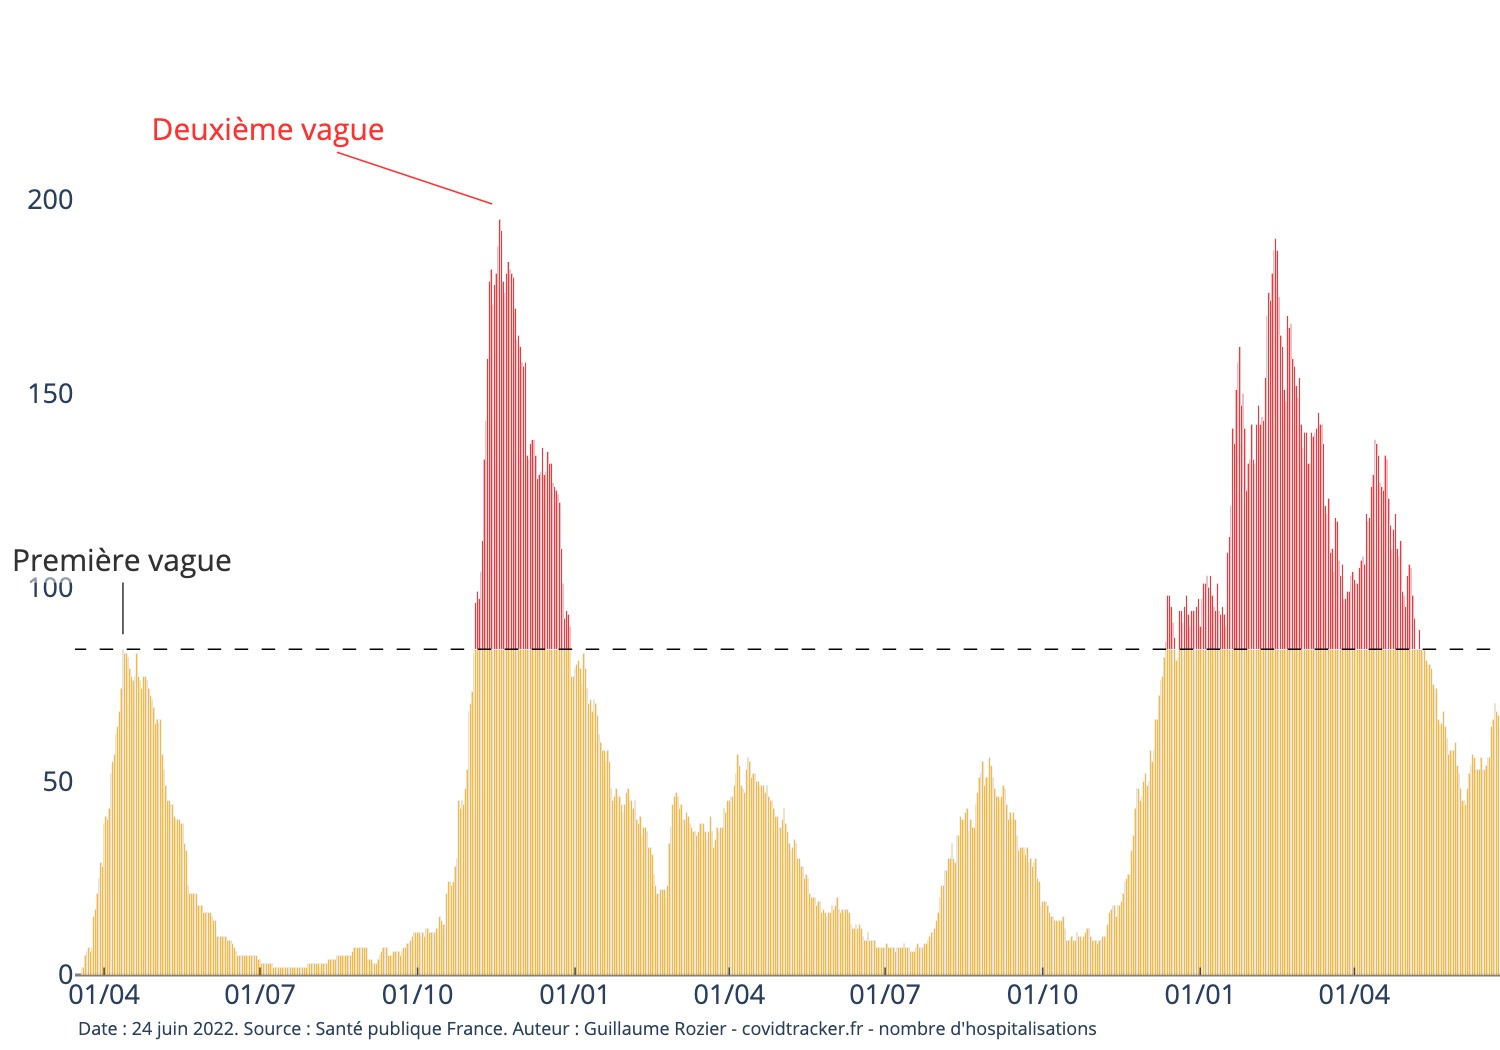 Deuxième vague
200
150
Première vague
100
50
0
01/04 01/07 01/10 01/01 01/04 01/07 01/10 01/01 01/04
Date : 24 juin 2022. Source : Santé publique France. Auteur : Guillaume Rozier - covidtracker.fr - nombre d'hospitalisations